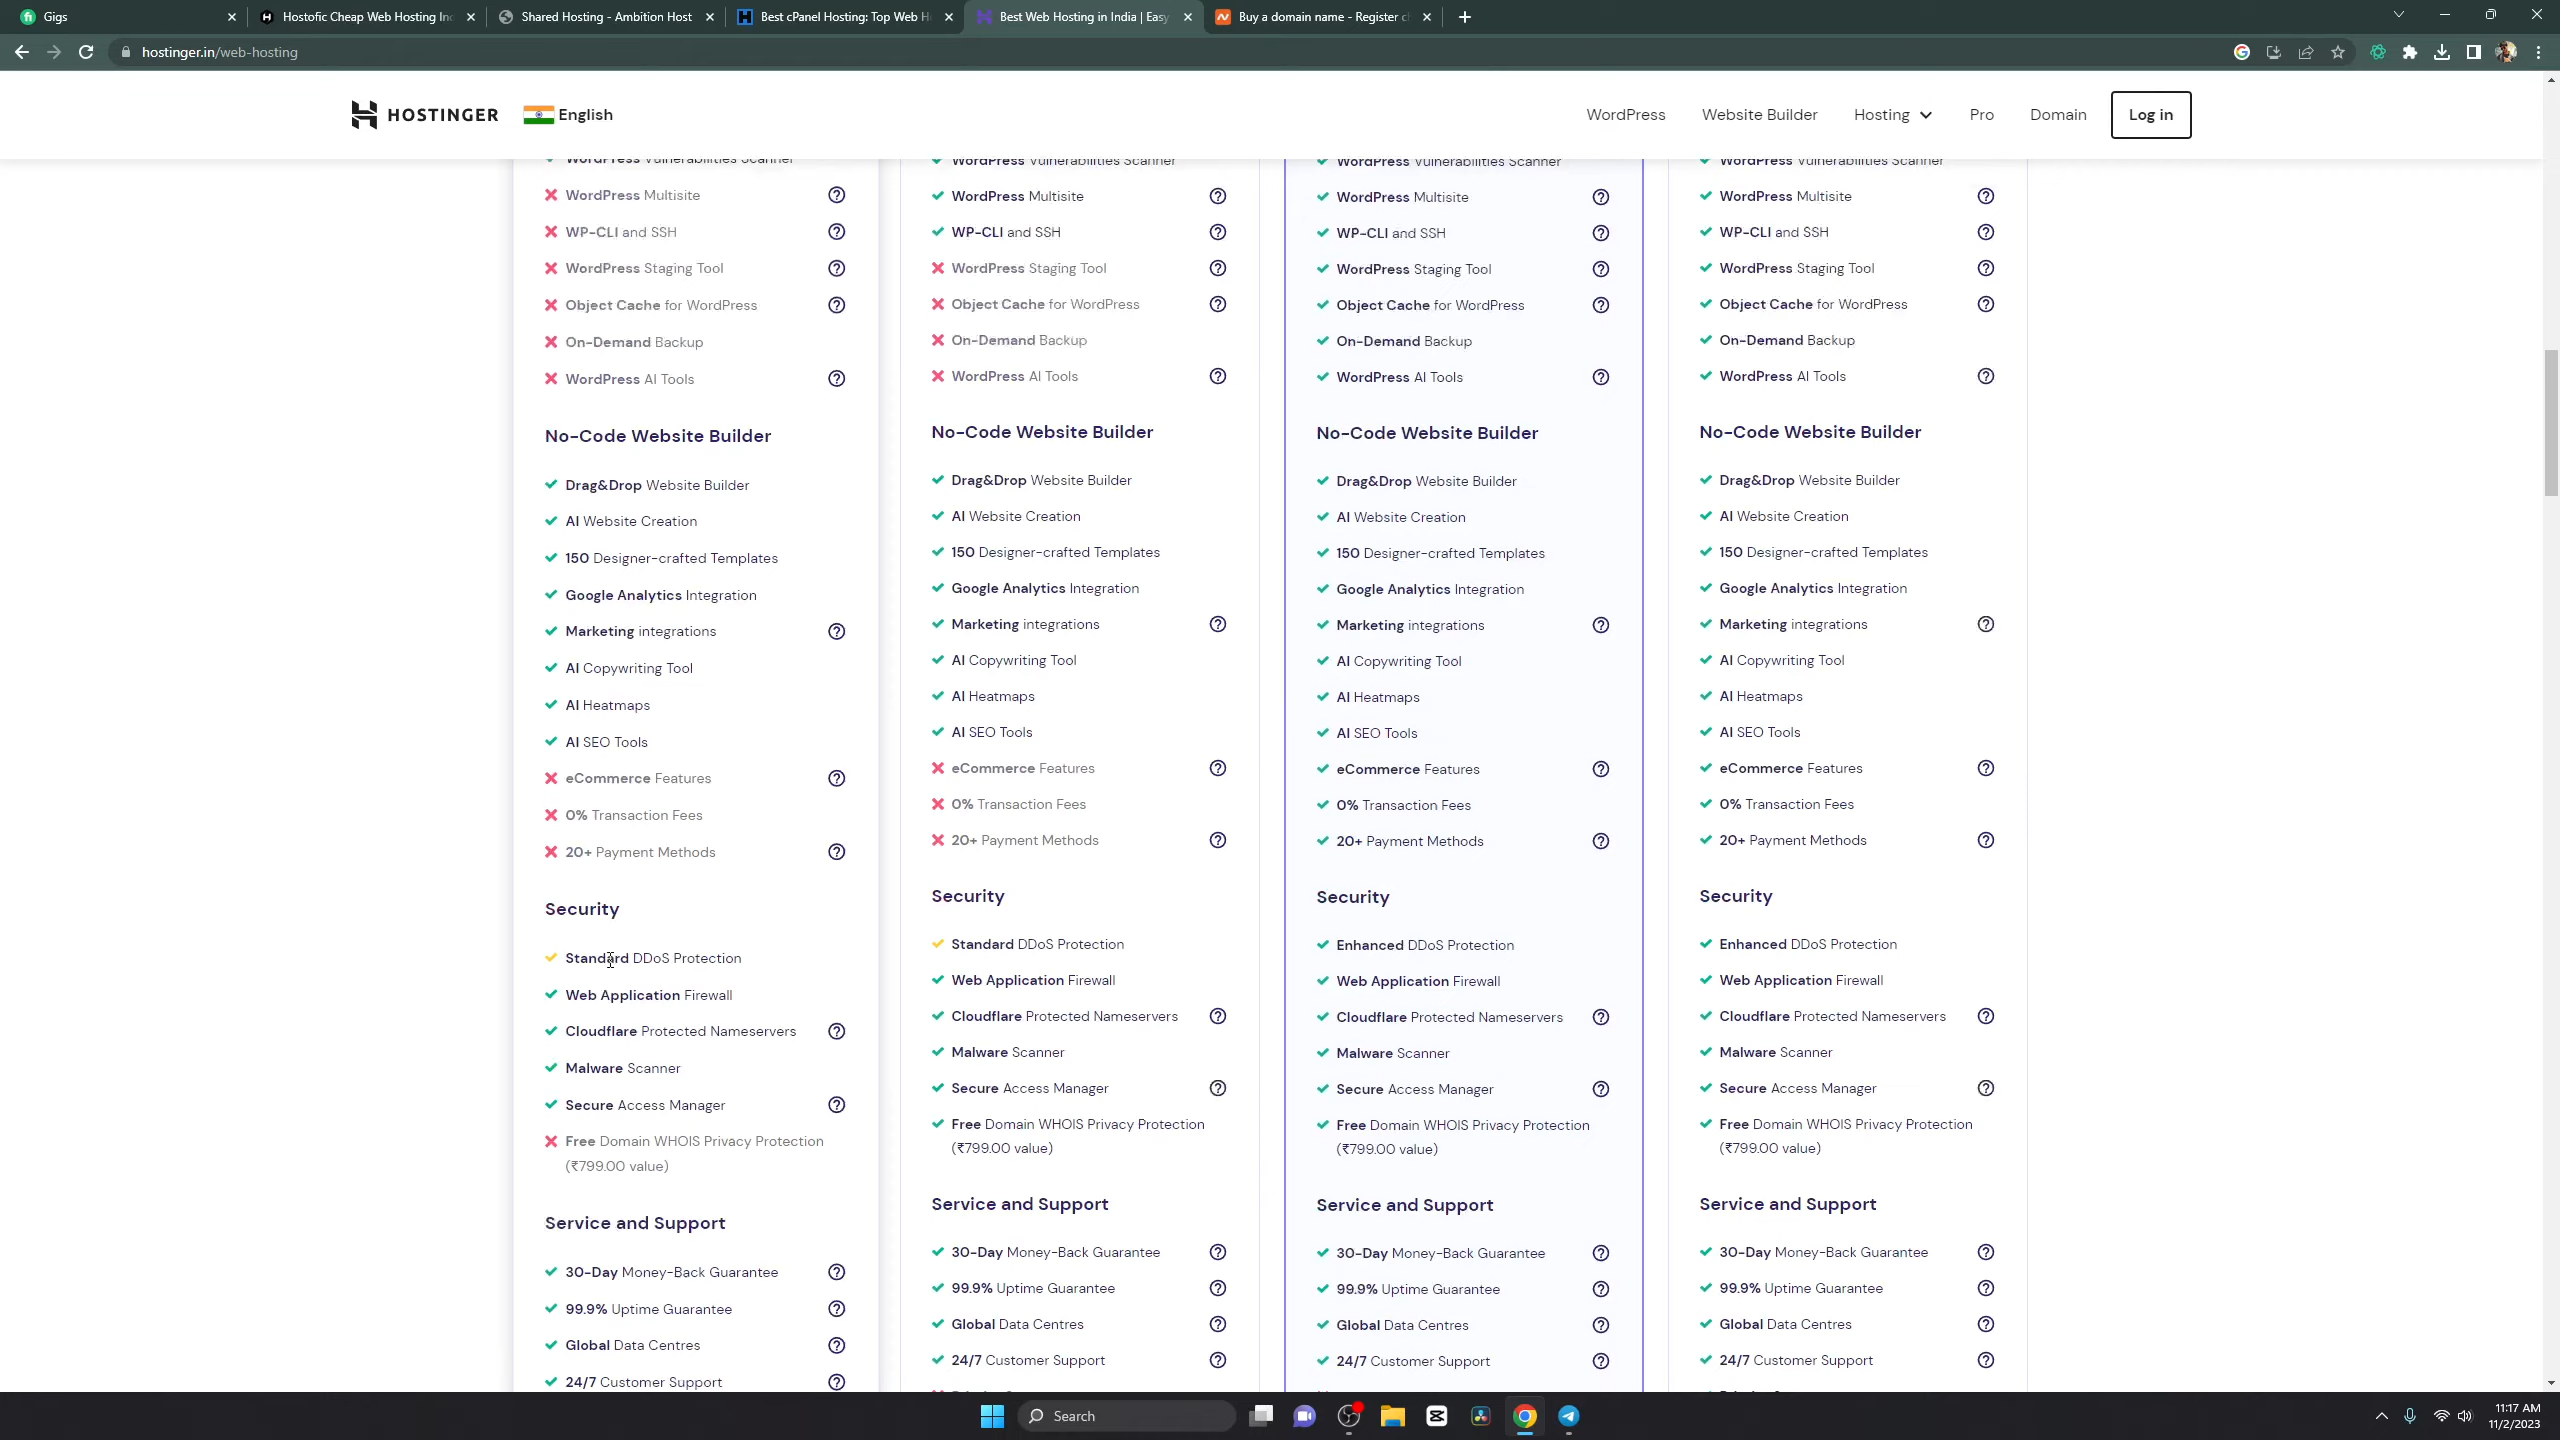 Gigs
Hostofic Cheap Web Hosting In
Shared Hosting - Ambition Host
Best cPanel Hosting: Top Web H
Best Web Hosting in India | Easy
Buy a domain name - Register c
hostinger.in/web-hosting
HOSTINGER
English
WordPress
Website Builder
Hosting
Pro
Domain
Log in
WordPress Vulnerabilities Scanner
WordPress Multisite
WP-CLI and SSH
WordPress Staging Tool
Object Cache for WordPress
On-Demand Backup
WordPress AI Tools
No-Code Website Builder
Drag&Drop Website Builder
AI Website Creation
150 Designer-crafted Templates
Google Analytics Integration
Marketing integrations
AI Copywriting Tool
AI Heatmaps
AI SEO Tools
eCommerce Features
0% Transaction Fees
20+ Payment Methods
Security
Standard DDoS Protection
Web Application Firewall
Cloudflare Protected Nameservers
Malware Scanner
Secure Access Manager
Free Domain WHOIS Privacy Protection
(₹799.00 value)
Service and Support
30-Day Money-Back Guarantee
99.9% Uptime Guarantee
Global Data Centres
24/7 Customer Support
WordPress Vulnerabilities Scanner
WordPress Multisite
WP-CLI and SSH
WordPress Staging Tool
Object Cache for WordPress
On-Demand Backup
WordPress AI Tools
No-Code Website Builder
Drag&Drop Website Builder
AI Website Creation
150 Designer-crafted Templates
Google Analytics Integration
Marketing integrations
AI Copywriting Tool
AI Heatmaps
AI SEO Tools
eCommerce Features
0% Transaction Fees
20+ Payment Methods
Security
Standard DDoS Protection
Web Application Firewall
Cloudflare Protected Nameservers
Malware Scanner
Secure Access Manager
Free Domain WHOIS Privacy Protection
(₹799.00 value)
Service and Support
30-Day Money-Back Guarantee
99.9% Uptime Guarantee
Global Data Centres
24/7 Customer Support
WordPress Vulnerabilities Scanner
WordPress Multisite
WP-CLI and SSH
WordPress Staging Tool
Object Cache for WordPress
On-Demand Backup
WordPress AI Tools
No-Code Website Builder
Drag&Drop Website Builder
AI Website Creation
150 Designer-crafted Templates
Google Analytics Integration
Marketing integrations
AI Copywriting Tool
AI Heatmaps
AI SEO Tools
eCommerce Features
0% Transaction Fees
20+ Payment Methods
Security
Enhanced DDoS Protection
Web Application Firewall
Cloudflare Protected Nameservers
Malware Scanner
Secure Access Manager
Free Domain WHOIS Privacy Protection
(₹799.00 value)
Service and Support
30-Day Money-Back Guarantee
99.9% Uptime Guarantee
Global Data Centres
24/7 Customer Support
WordPress Vulnerabilities Scanner
WordPress Multisite
WP-CLI and SSH
WordPress Staging Tool
Object Cache for WordPress
On-Demand Backup
WordPress AI Tools
No-Code Website Builder
Drag&Drop Website Builder
AI Website Creation
150 Designer-crafted Templates
Google Analytics Integration
Marketing integrations
AI Copywriting Tool
AI Heatmaps
AI SEO Tools
eCommerce Features
0% Transaction Fees
20+ Payment Methods
Security
Enhanced DDoS Protection
Web Application Firewall
Cloudflare Protected Nameservers
Malware Scanner
Secure Access Manager
Free Domain WHOIS Privacy Protection
(₹799.00 value)
Service and Support
30-Day Money-Back Guarantee
99.9% Uptime Guarantee
Global Data Centres
24/7 Customer Support
Search
11:17 AM
11/2/2023